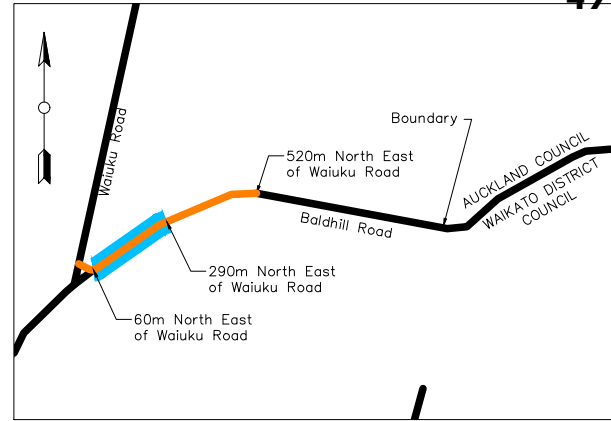 Waiuku Road
Boundary
520m North East
of Waiuku Road
AUCKLAND COUNCIL
WAIKATO DISTRICT
COUNCIL
Baldhill Road
290m North East
of Waiuku Road
60m North East
of Waiuku Road